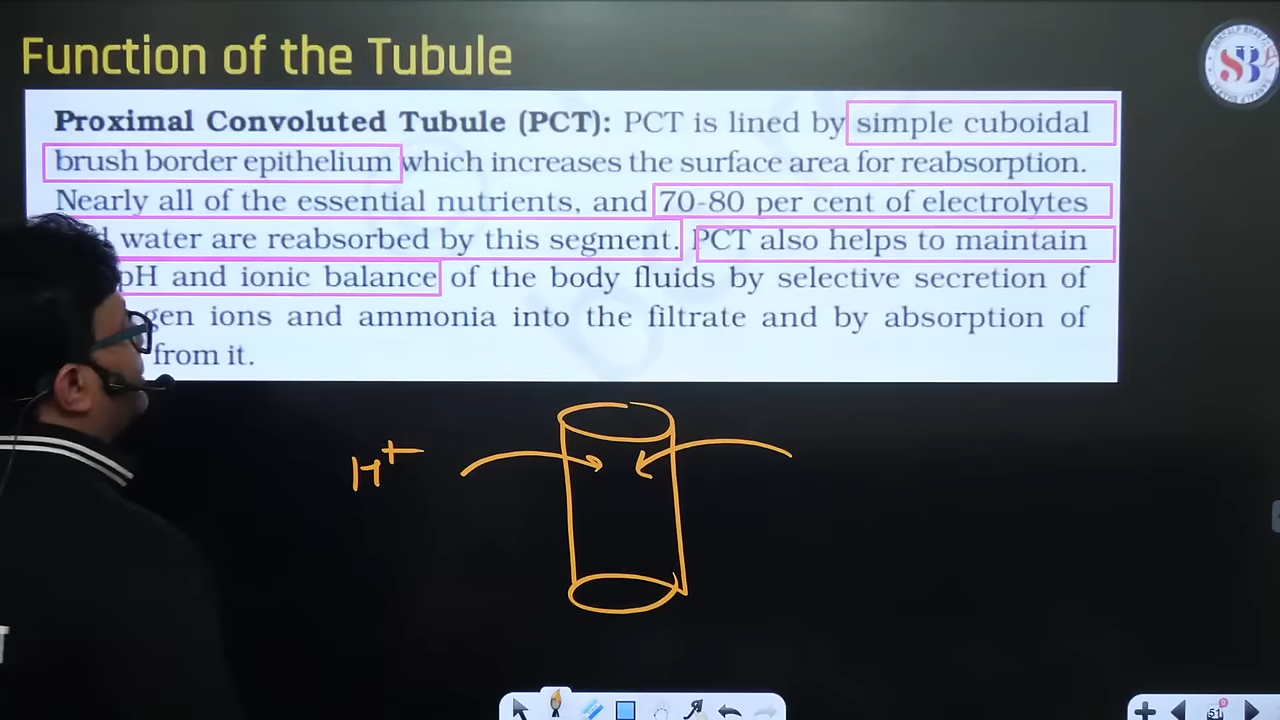 Function of the Tubule
Proximal Convoluted Tubule (PCT): PCT is lined by simple cuboidal
brush border epithelium which increases the surface area for reabsorption.
Nearly all of the essential nutrients, and 70-80 per cent of electrolytes
water are reabsorbed by this segment. PCT also helps to maintain
pH and ionic balance of the body fluids by selective secretion of
gen ions and ammonia into the filtrate and by absorption of
from it.
H+
SB
51